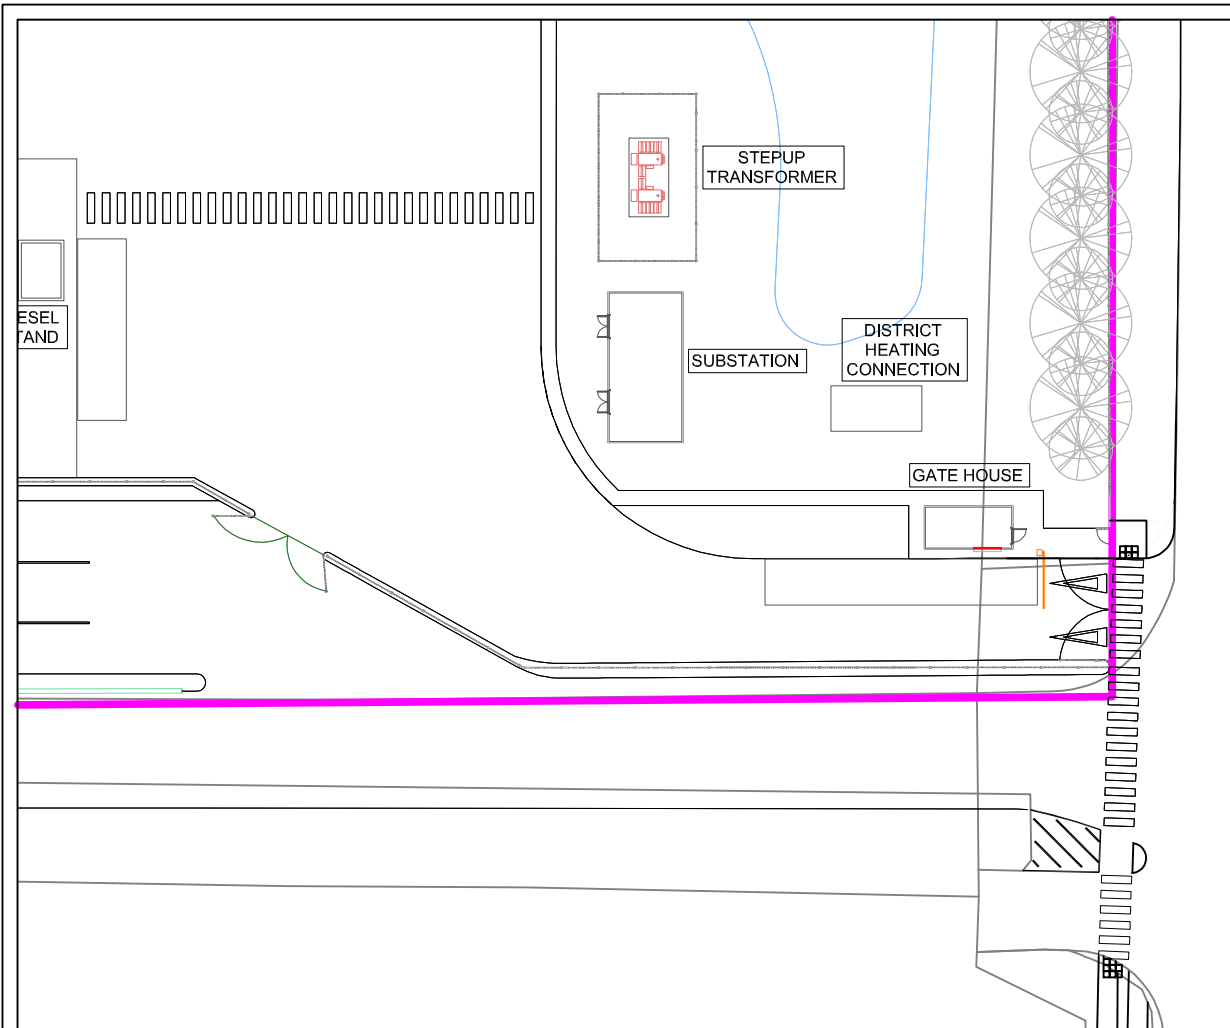 STEPUP
TRANSFORMER
ESEL
TAND
SUBSTATION
DISTRICT
HEATING
CONNECTION
GATE HOUSE